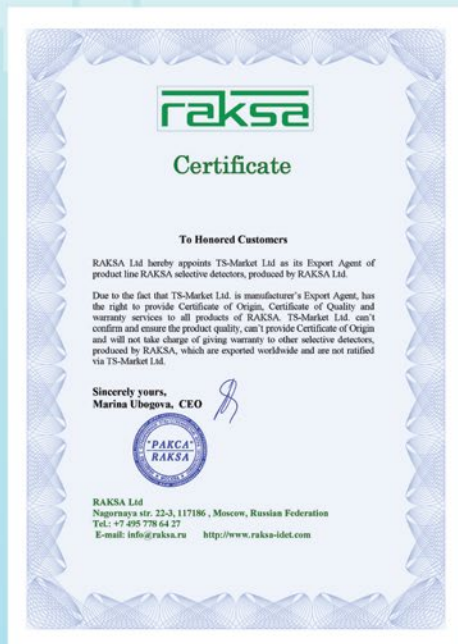 raksa
Certificate
To Honored Customers
RAKSA Ltd hereby appoints TS-Market Ltd as its Export Agent of
product line RAKSA selective detectors, produced by RAKSA Ltd.
Due to the fact that TS-Market Ltd. is manufacturer's Export Agent, has
the right to provide Certificate of Origin, Certificate of Quality and
warranty services to all products of RAKSA. TS-Market Ltd. can't
confirm and ensure the product quality, can't provide Certificate of Origin
and will not take charge of giving warranty to other selective detectors,
produced by RAKSA, which are exported worldwide and are not ratified
via TS-Market Ltd.
Sincerely yours,
Marina Ubogova, CEO
"РАКСА"
RAKSA
RAKSA Ltd
Nagornaya str. 22-3, 117186 , Moscow, Russian Federation
Tel.: +7 495 778 64 27
E-mail: info@raksa.ru http://www.raksa-idet.com